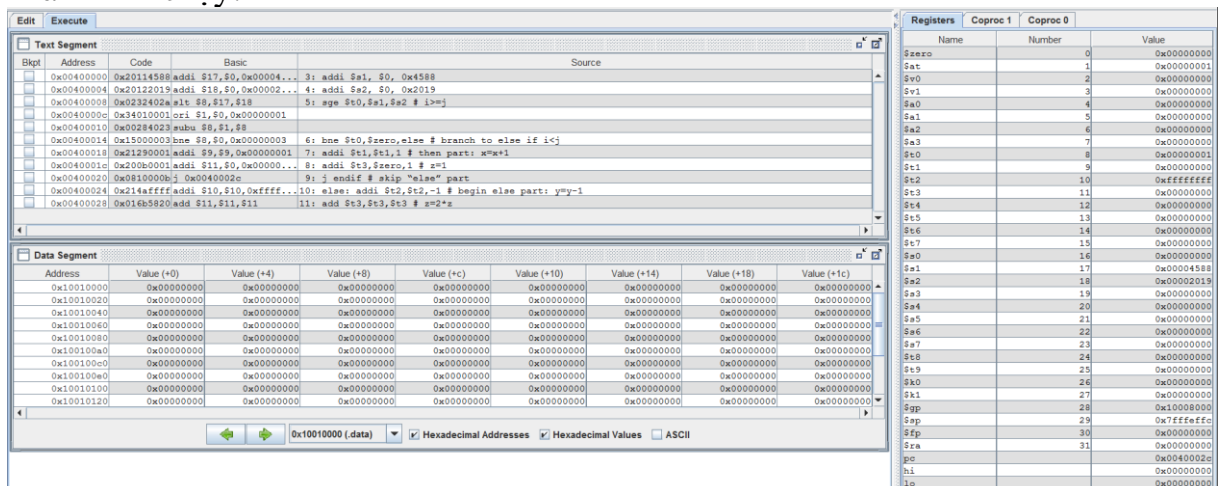 Edit Execute
Text Segment
Bkpt Address Code Basic Source
0x00400000 0x20114588 addi $17,$0,0x00004... 3: addi $s1, $0, 0x4588
0x00400004 0x20122019 addi $18,$0,0x00002... 4: addi $s2, $0, 0x2019
0x00400008 0x0232402a slt $8,$17,$18 5: sge $t0,$s1,$s2 # i>=j
0x0040000c 0x34010001 ori $1,$0,0x00000001
0x00400010 0x00284023 subu $8,$1,$8
0x00400014 0x15000003 bne $8,$0,0x00000003 6: bne $t0,$zero,else # branch to else if i<j
0x00400018 0x21290001 addi $9,$9,0x00000001 7: addi $t1,$t1,1 # then part: x=x+1
0x0040001c 0x200b0001 addi $11,$0,0x00000... 8: addi $t3,$zero,1 # z=1
0x00400020 0x0810000b j 0x0040002c 9: j endif # skip “else” part
0x00400024 0x214affff addi $10,$10,0xffff... 10: else: addi $t2,$t2,-1 # begin else part: y=y-1
0x00400028 0x016b5820 add $11,$11,$11 11: add $t3,$t3,$t3 # z=2*z
Data Segment
Address Value (+0) Value (+4) Value (+8) Value (+c) Value (+10) Value (+14) Value (+18) Value (+1c)
0x10010000 0x00000000 0x00000000 0x00000000 0x00000000 0x00000000 0x00000000 0x00000000 0x00000000
0x10010020 0x00000000 0x00000000 0x00000000 0x00000000 0x00000000 0x00000000 0x00000000 0x00000000
0x10010040 0x00000000 0x00000000 0x00000000 0x00000000 0x00000000 0x00000000 0x00000000 0x00000000
0x10010060 0x00000000 0x00000000 0x00000000 0x00000000 0x00000000 0x00000000 0x00000000 0x00000000
0x10010080 0x00000000 0x00000000 0x00000000 0x00000000 0x00000000 0x00000000 0x00000000 0x00000000
0x100100a0 0x00000000 0x00000000 0x00000000 0x00000000 0x00000000 0x00000000 0x00000000 0x00000000
0x100100c0 0x00000000 0x00000000 0x00000000 0x00000000 0x00000000 0x00000000 0x00000000 0x00000000
0x100100e0 0x00000000 0x00000000 0x00000000 0x00000000 0x00000000 0x00000000 0x00000000 0x00000000
0x10010100 0x00000000 0x00000000 0x00000000 0x00000000 0x00000000 0x00000000 0x00000000 0x00000000
0x10010120 0x00000000 0x00000000 0x00000000 0x00000000 0x00000000 0x00000000 0x00000000 0x00000000
0x10010000 (.data) Hexadecimal Addresses Hexadecimal Values ASCII
Registers Coproc 1 Coproc 0
Name Number Value
$zero 0 0x00000000
$at 1 0x00000001
$v0 2 0x00000000
$v1 3 0x00000000
$a0 4 0x00000000
$a1 5 0x00000000
$a2 6 0x00000000
$a3 7 0x00000000
$t0 8 0x00000001
$t1 9 0x00000000
$t2 10 0xffffffff
$t3 11 0x00000000
$t4 12 0x00000000
$t5 13 0x00000000
$t6 14 0x00000000
$t7 15 0x00000000
$s0 16 0x00000000
$s1 17 0x00004588
$s2 18 0x00002019
$s3 19 0x00000000
$s4 20 0x00000000
$s5 21 0x00000000
$s6 22 0x00000000
$s7 23 0x00000000
$t8 24 0x00000000
$t9 25 0x00000000
$k0 26 0x00000000
$k1 27 0x00000000
$gp 28 0x10008000
$sp 29 0x7fffeffc
$fp 30 0x00000000
$ra 31 0x00000000
pc 0x0040002c
hi 0x00000000
lo 0x00000000